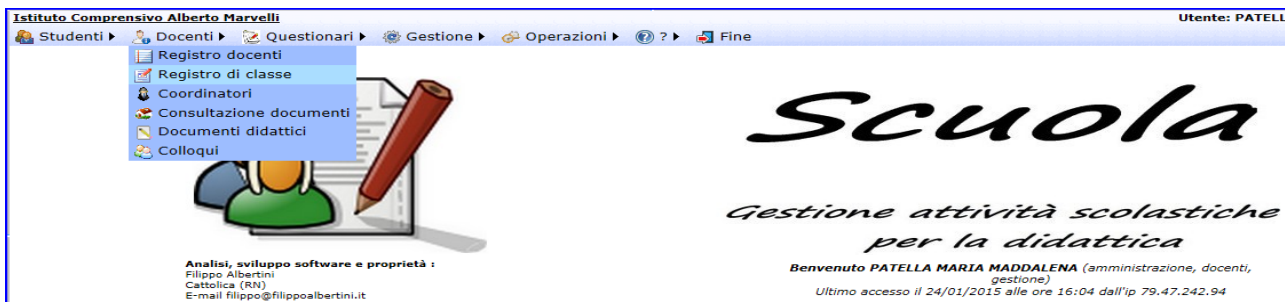 Istituto Comprensivo Alberto Marvelli
Utente: PATELL
Studenti Docenti Questionari Gestione Operazioni ? Fine
Registro docenti
Registro di classe
Coordinatori
Consultazione documenti
Documenti didattici
Colloqui
Scuola
Gestione attività scolastiche
per la didattica
Analisi, sviluppo software e proprietà :
Filippo Albertini
Cattolica (RN)
E-mail filippo@filippoalbertini.it
Benvenuto PATELLA MARIA MADDALENA (amministrazione, docenti,
gestione)
Ultimo accesso il 24/01/2015 alle ore 16:04 dall'ip 79.47.242.94